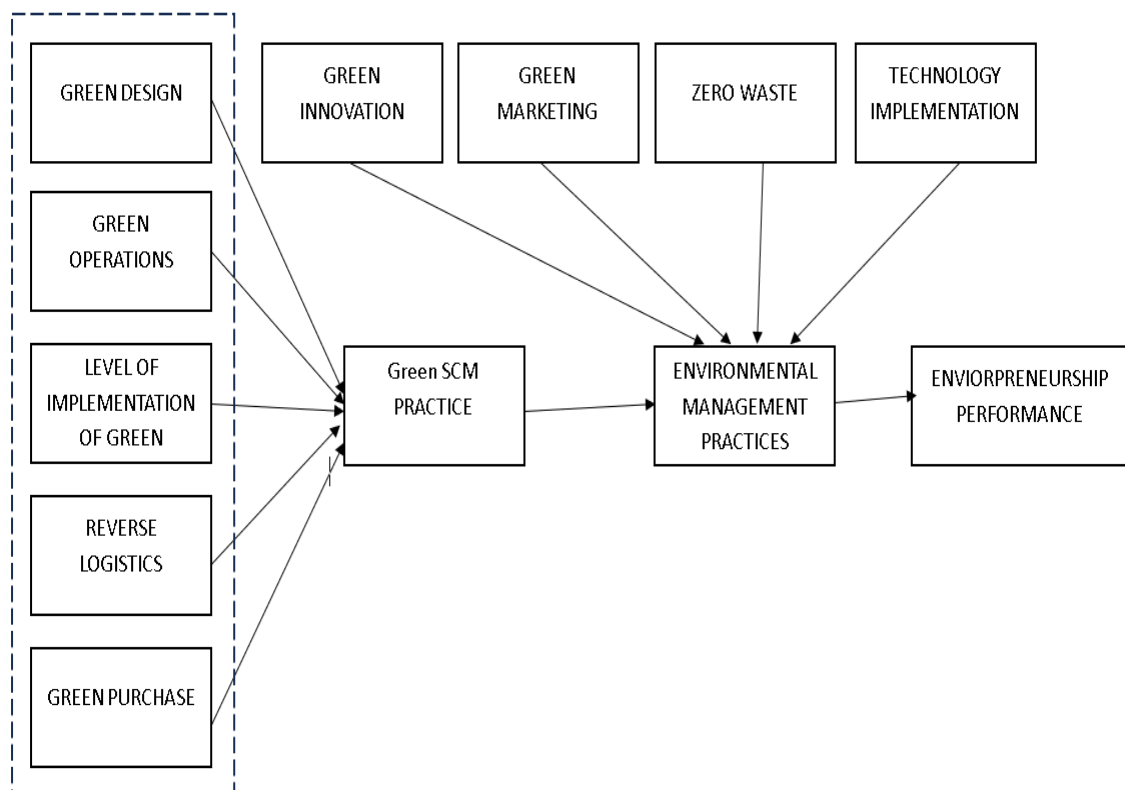 GREEN DESIGN
GREEN
INNOVATION
GREEN
MARKETING
ZERO WASTE
TECHNOLOGY
IMPLEMENTATION
GREEN
OPERATIONS
LEVEL OF
IMPLEMENTATION
OF GREEN
Green SCM
PRACTICE
ENVIRONMENTAL
MANAGEMENT
PRACTICES
ENVIORPRENEURSHIP
PERFORMANCE
REVERSE
LOGISTICS
GREEN PURCHASE